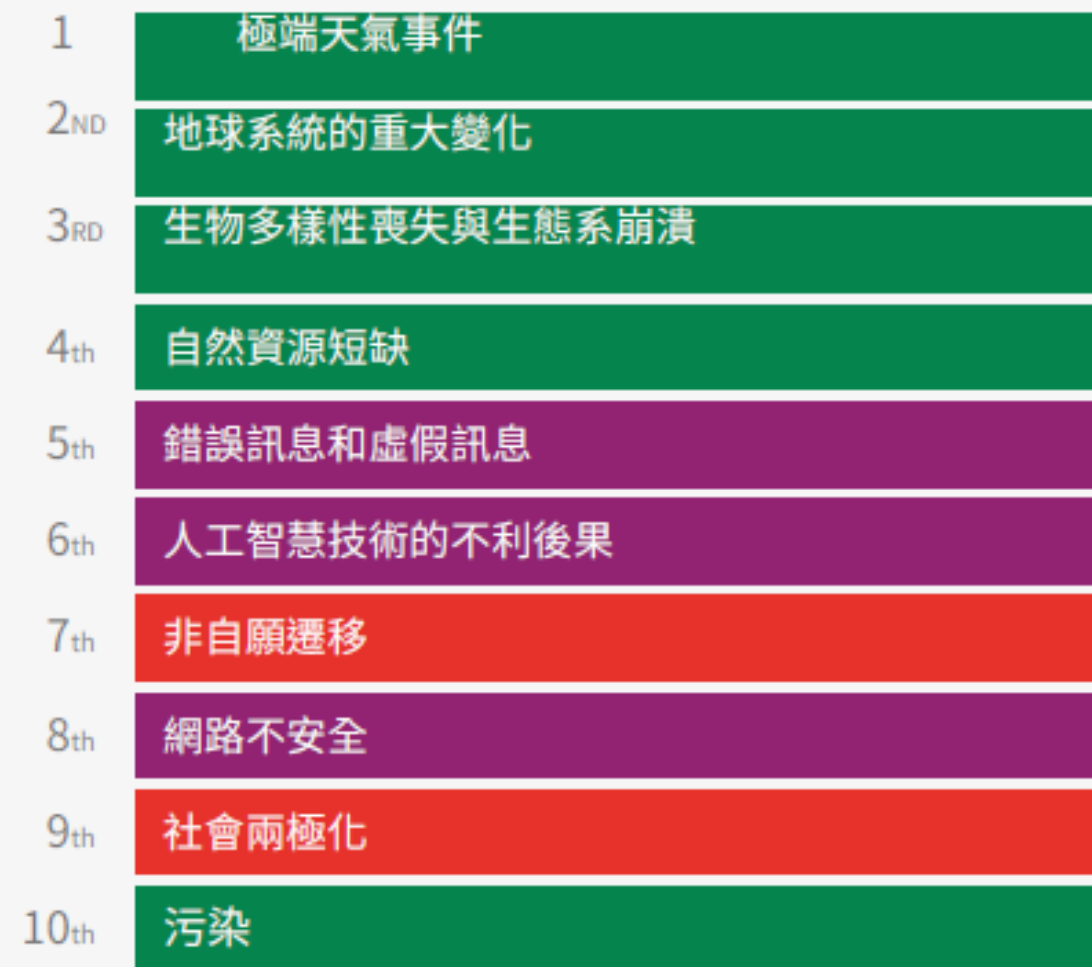 1 極端天氣事件
2ND 地球系統的重大變化
3RD 生物多樣性喪失與生態系崩潰
4th 自然資源短缺
5th 錯誤訊息和虛假訊息
6th 人工智慧技術的不利後果
7th 非自願遷移
8th 網路不安全
9th 社會兩極化
10th 污染